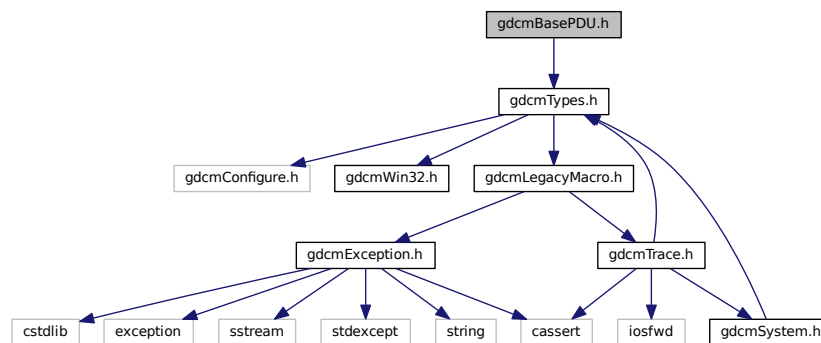 gdcmBasePDU.h
gdcmTypes.h
gdcmConfigure.h
gdcmWin32.h
gdcmLegacyMacro.h
gdcmException.h
gdcmTrace.h
cstdlib
exception
sstream
stdexcept
string
cassert
iosfwd
gdcmSystem.h